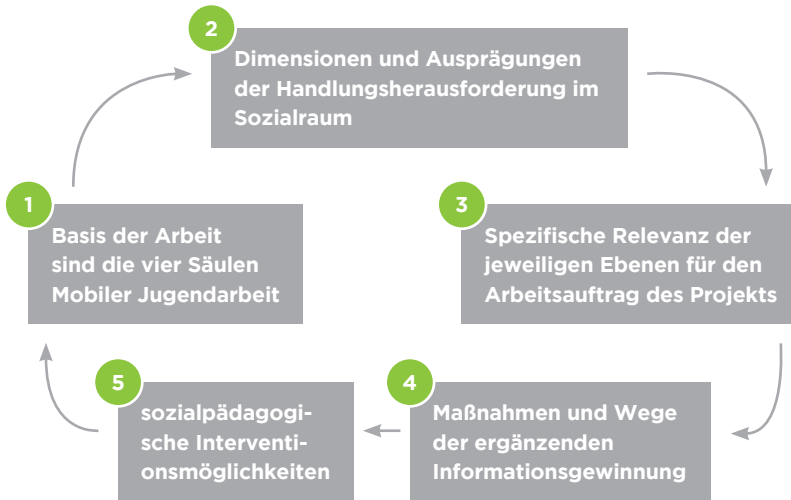 1
Basis der Arbeit
sind die vier Säulen
Mobiler Jugendarbeit
2
Dimensionen und Ausprägungen
der Handlungsherausforderung im
Sozialraum
3
Spezifische Relevanz der
jeweiligen Ebenen für den
Arbeitsauftrag des Projekts
4
Maßnahmen und Wege
der ergänzenden
Informationsgewinnung
5
sozialpädagogi-
sche Interventi-
onsmöglichkeiten